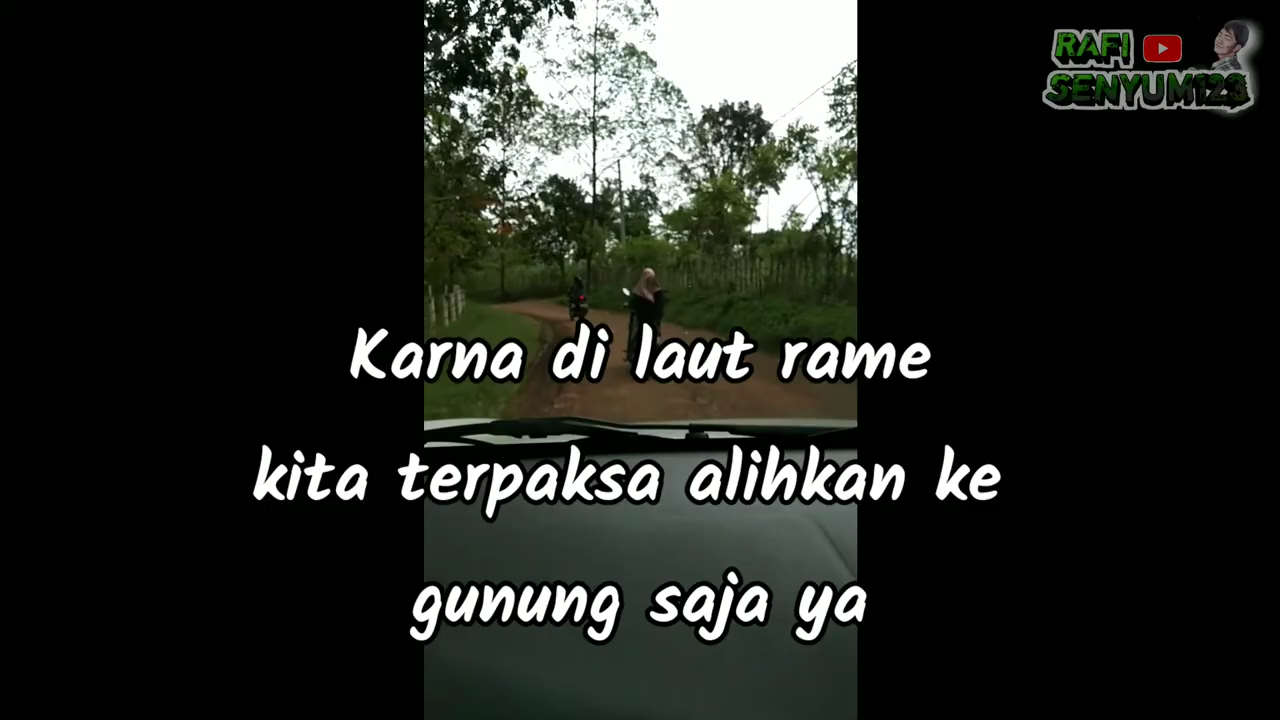 RAFI
SENYUM123
Karna di laut rame
kita terpaksa alihkan ke
gunung saja ya